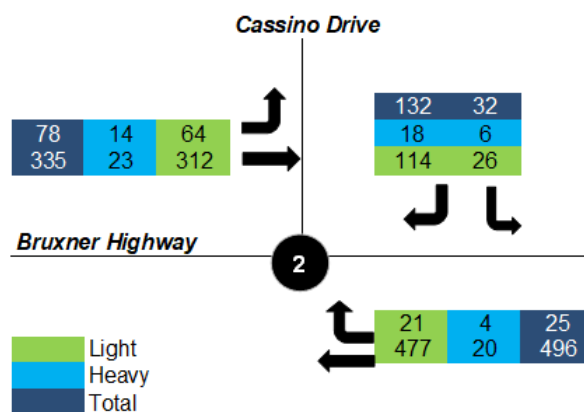 Cassino Drive
78 14 64
335 23 312
132 32
18 6
114 26
Bruxner Highway
2
21 4 25
477 20 496
Light
Heavy
Total